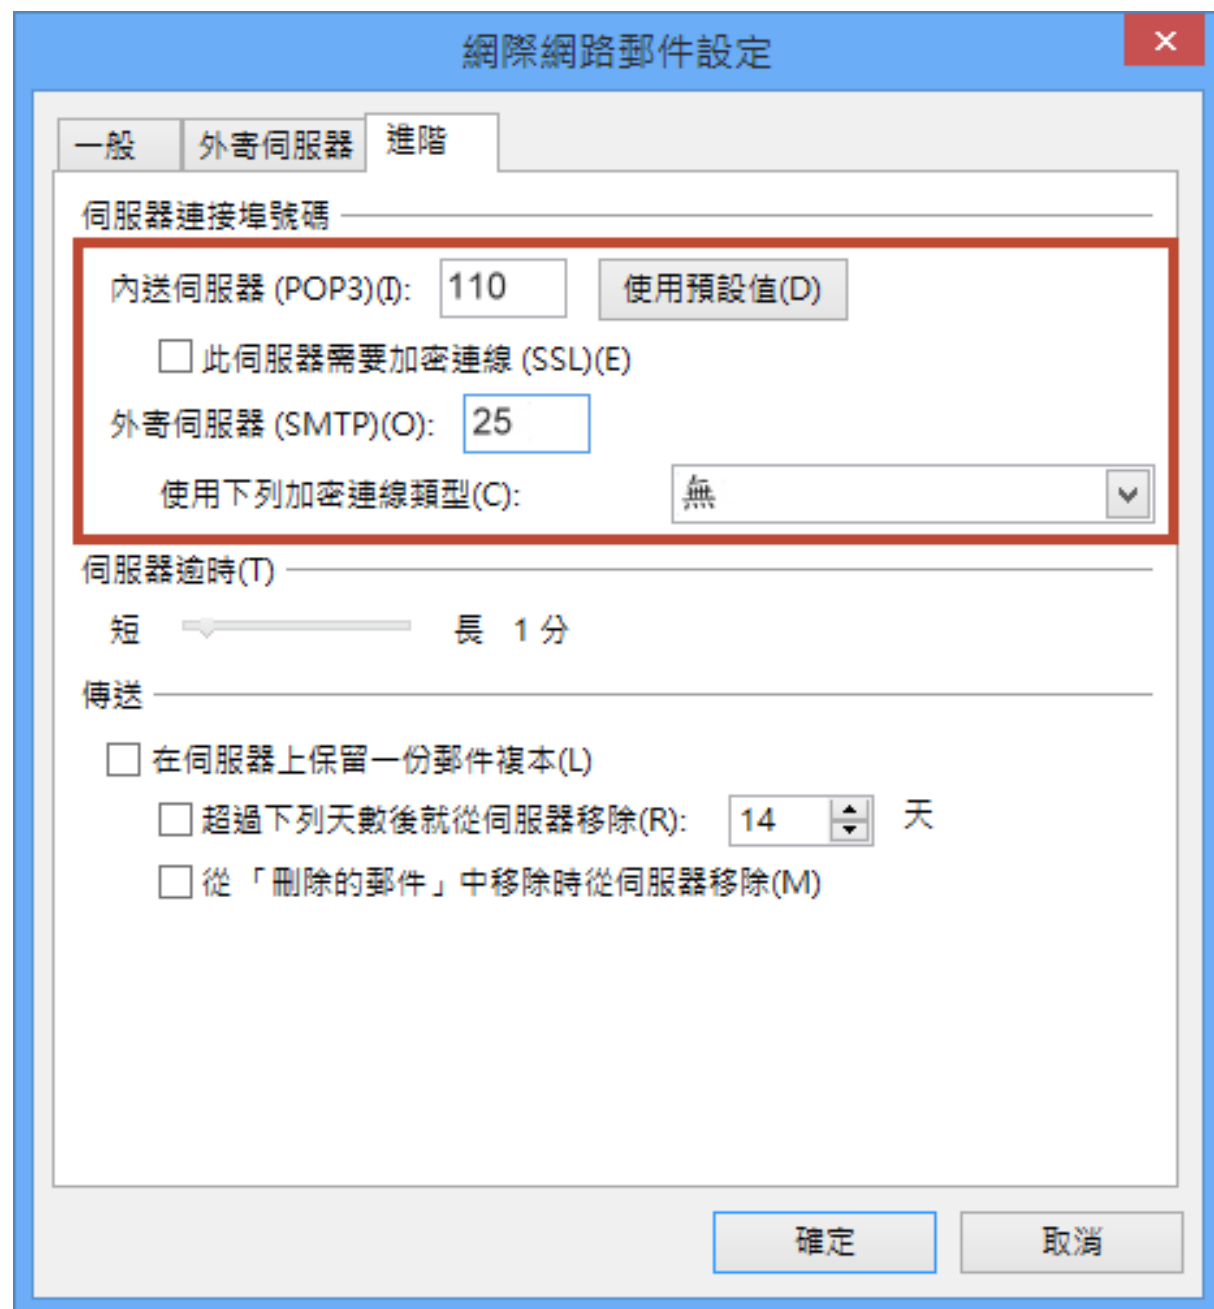 網際網路郵件設定
一般 外寄伺服器 進階
伺服器連接埠號碼
內送伺服器 (POP3)(I): 110 使用預設值(D)
此伺服器需要加密連線 (SSL)(E)
外寄伺服器 (SMTP)(O): 25
使用下列加密連線類型(C): 無
伺服器逾時(T)
短 長 1 分
傳送
在伺服器上保留一份郵件複本(L)
超過下列天數後就從伺服器移除(R): 14 天
從「刪除的郵件」中移除時從伺服器移除(M)
確定 取消